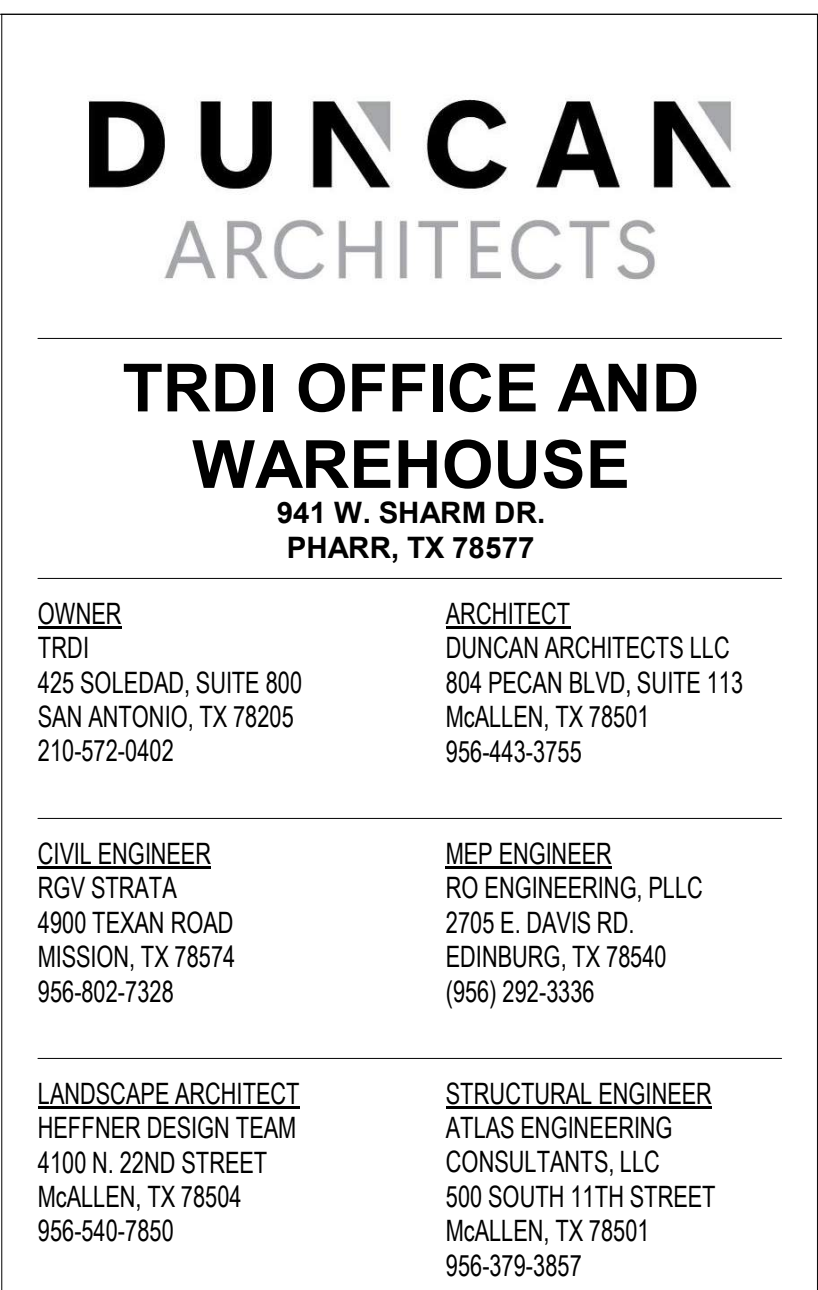 DUNCAN
ARCHITECTS
TRDI OFFICE AND
WAREHOUSE
941 W. SHARM DR.
PHARR, TX 78577
OWNER
TRDI
425 SOLEDAD, SUITE 800
SAN ANTONIO, TX 78205
210-572-0402
ARCHITECT
DUNCAN ARCHITECTS LLC
804 PECAN BLVD, SUITE 113
McALLEN, TX 78501
956-443-3755
CIVIL ENGINEER
RGV STRATA
4900 TEXAN ROAD
MISSION, TX 78574
956-802-7328
MEP ENGINEER
RO ENGINEERING, PLLC
2705 E. DAVIS RD.
EDINBURG, TX 78540
(956) 292-3336
LANDSCAPE ARCHITECT
HEFFNER DESIGN TEAM
4100 N. 22ND STREET
McALLEN, TX 78504
956-540-7850
STRUCTURAL ENGINEER
ATLAS ENGINEERING
CONSULTANTS, LLC
500 SOUTH 11TH STREET
McALLEN, TX 78501
956-379-3857